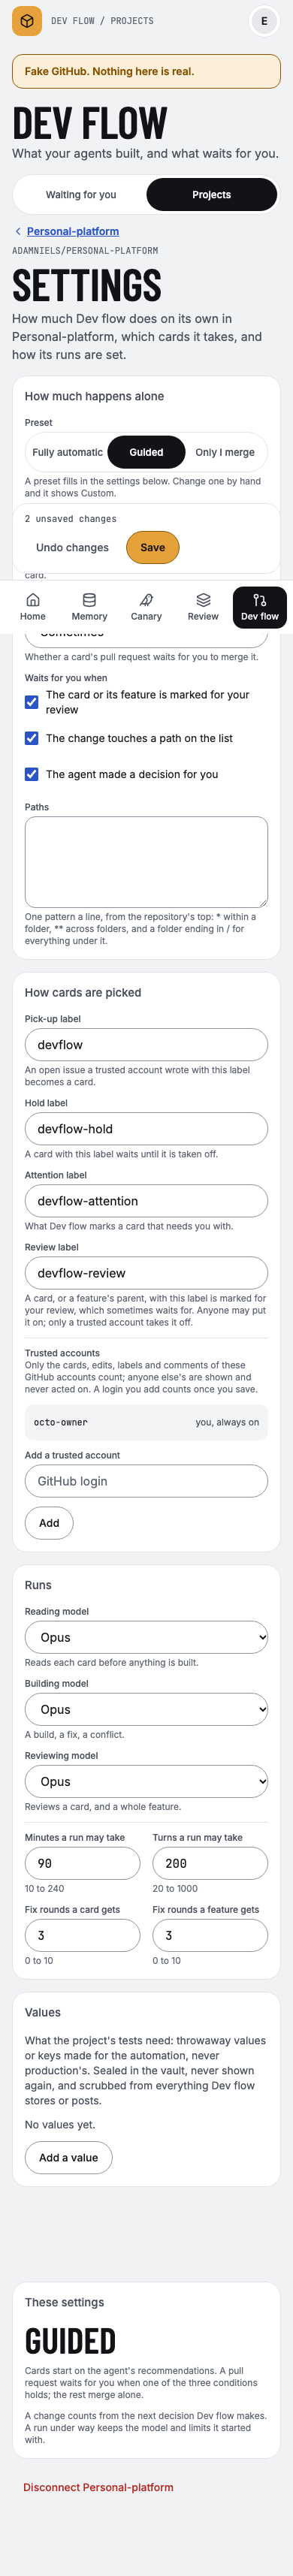 DEV FLOW / PROJECTS
E
Fake GitHub. Nothing here is real.
DEV FLOW
What your agents built, and what waits for you.
Waiting for you
Projects
Personal-platform
ADAMNIELS/PERSONAL-PLATFORM
SETTINGS
How much Dev flow does on its own in
Personal-platform, which cards it takes, and
how its runs are set.
How much happens alone
Preset
Fully automatic
Guided
Only I merge
A preset fills in the settings below. Change one by hand
and it shows Custom.
2 unsaved changes
Undo changes
Save
card.
Home
Memory
Canary
Review
Dev flow
Sometimes
Whether a card's pull request waits for you to merge it.
Waits for you when
The card or its feature is marked for your
review
The change touches a path on the list
The agent made a decision for you
Paths
One pattern a line, from the repository's top: * within a
folder, ** across folders, and a folder ending in / for
everything under it.
How cards are picked
Pick-up label
devflow
An open issue a trusted account wrote with this label
becomes a card.
Hold label
devflow-hold
A card with this label waits until it is taken off.
Attention label
devflow-attention
What Dev flow marks a card that needs you with.
Review label
devflow-review
A card, or a feature's parent, with this label is marked for
your review, which sometimes waits for. Anyone may put
it on; only a trusted account takes it off.
Trusted accounts
Only the cards, edits, labels and comments of these
GitHub accounts count; anyone else's are shown and
never acted on. A login you add counts once you save.
octo-owner
you, always on
Add a trusted account
GitHub login
Add
Runs
Reading model
Opus
Reads each card before anything is built.
Building model
Opus
A build, a fix, a conflict.
Reviewing model
Opus
Reviews a card, and a whole feature.
Minutes a run may take
Turns a run may take
90
200
10 to 240
20 to 1000
Fix rounds a card gets
Fix rounds a feature gets
3
3
0 to 10
0 to 10
Values
What the project's tests need: throwaway values
or keys made for the automation, never
production's. Sealed in the vault, never shown
again, and scrubbed from everything Dev flow
stores or posts.
No values yet.
Add a value
These settings
GUIDED
Cards start on the agent's recommendations. A pull
request waits for you when one of the three conditions
holds; the rest merge alone.
A change counts from the next decision Dev flow makes.
A run under way keeps the model and limits it started
with.
Disconnect Personal-platform